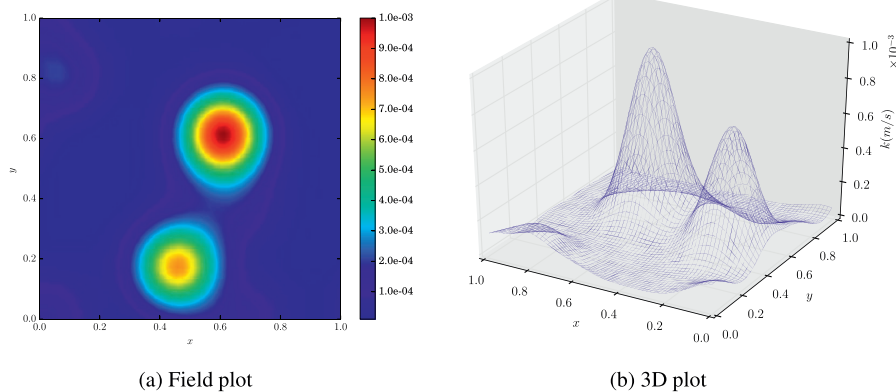 1.0
0.8
0.6
0.4
0.2
0.0
y
0.0
0.2
0.4
0.6
0.8
1.0
x
1.0e-03
9.0e-04
8.0e-04
7.0e-04
6.0e-04
5.0e-04
4.0e-04
3.0e-04
2.0e-04
1.0e-04
(a) Field plot
×10⁻³
1.0
0.8
0.6
0.4
0.2
0.0
k(m/s)
1.0
0.8
0.6
0.4
0.2
0.0
x
0.0
0.2
0.4
0.6
0.8
1.0
y
(b) 3D plot